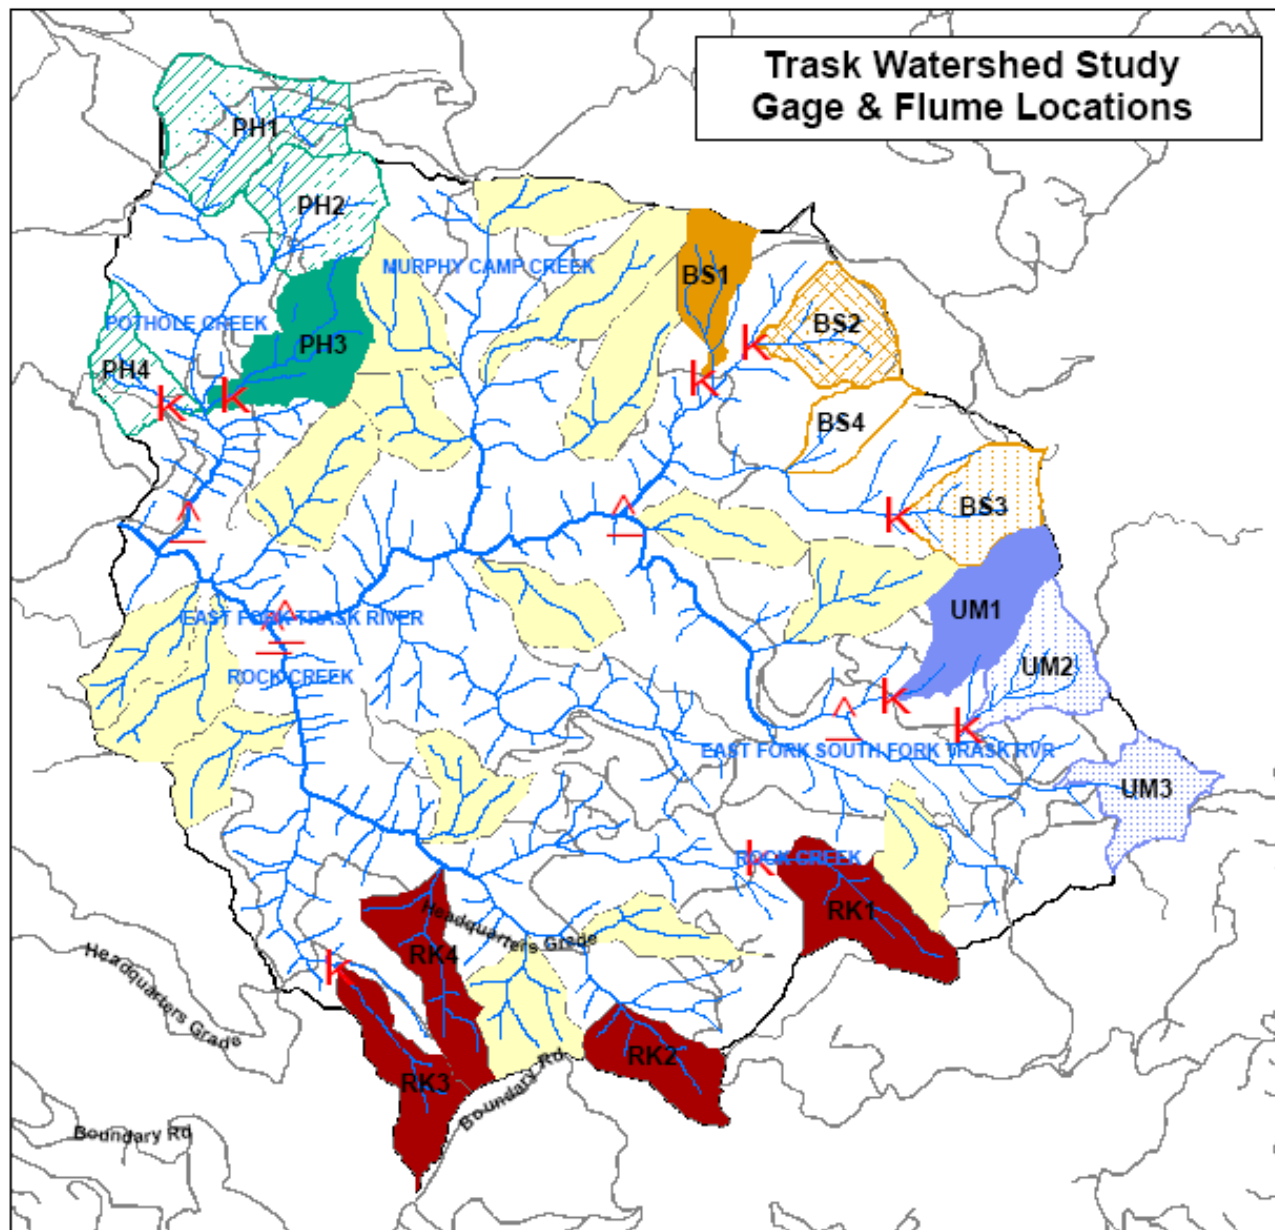 Trask Watershed Study
Gage & Flume Locations
PH1
PH2
MURPHY CAMP CREEK
BS1
BS2
POTHOLE CREEK
PH3
PH4
k
k
k
k
BS4
BS3
k
UM1
EAST FORK TRASK RIVER
ROCK CREEK
UM2
k
k
EAST FORK SOUTH FORK TRASK RVR
UM3
k
ROCK CREEK
RK1
Headquarters Grade
RK4
k
Headquarters Grade
RK2
RK3
Boundary Rd
Boundary Rd